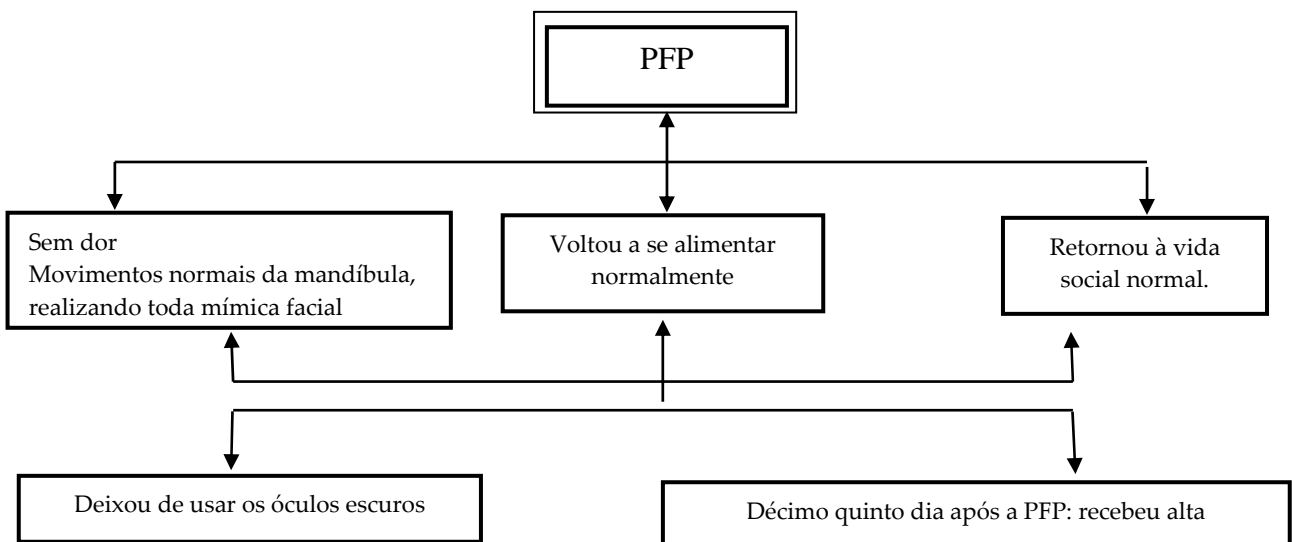 PFP
Sem dor
Movimentos normais da mandíbula,
realizando toda mímica facial
Voltou a se alimentar
normalmente
Retornou à vida
social normal.
Deixou de usar os óculos escuros
Décimo quinto dia após a PFP: recebeu alta